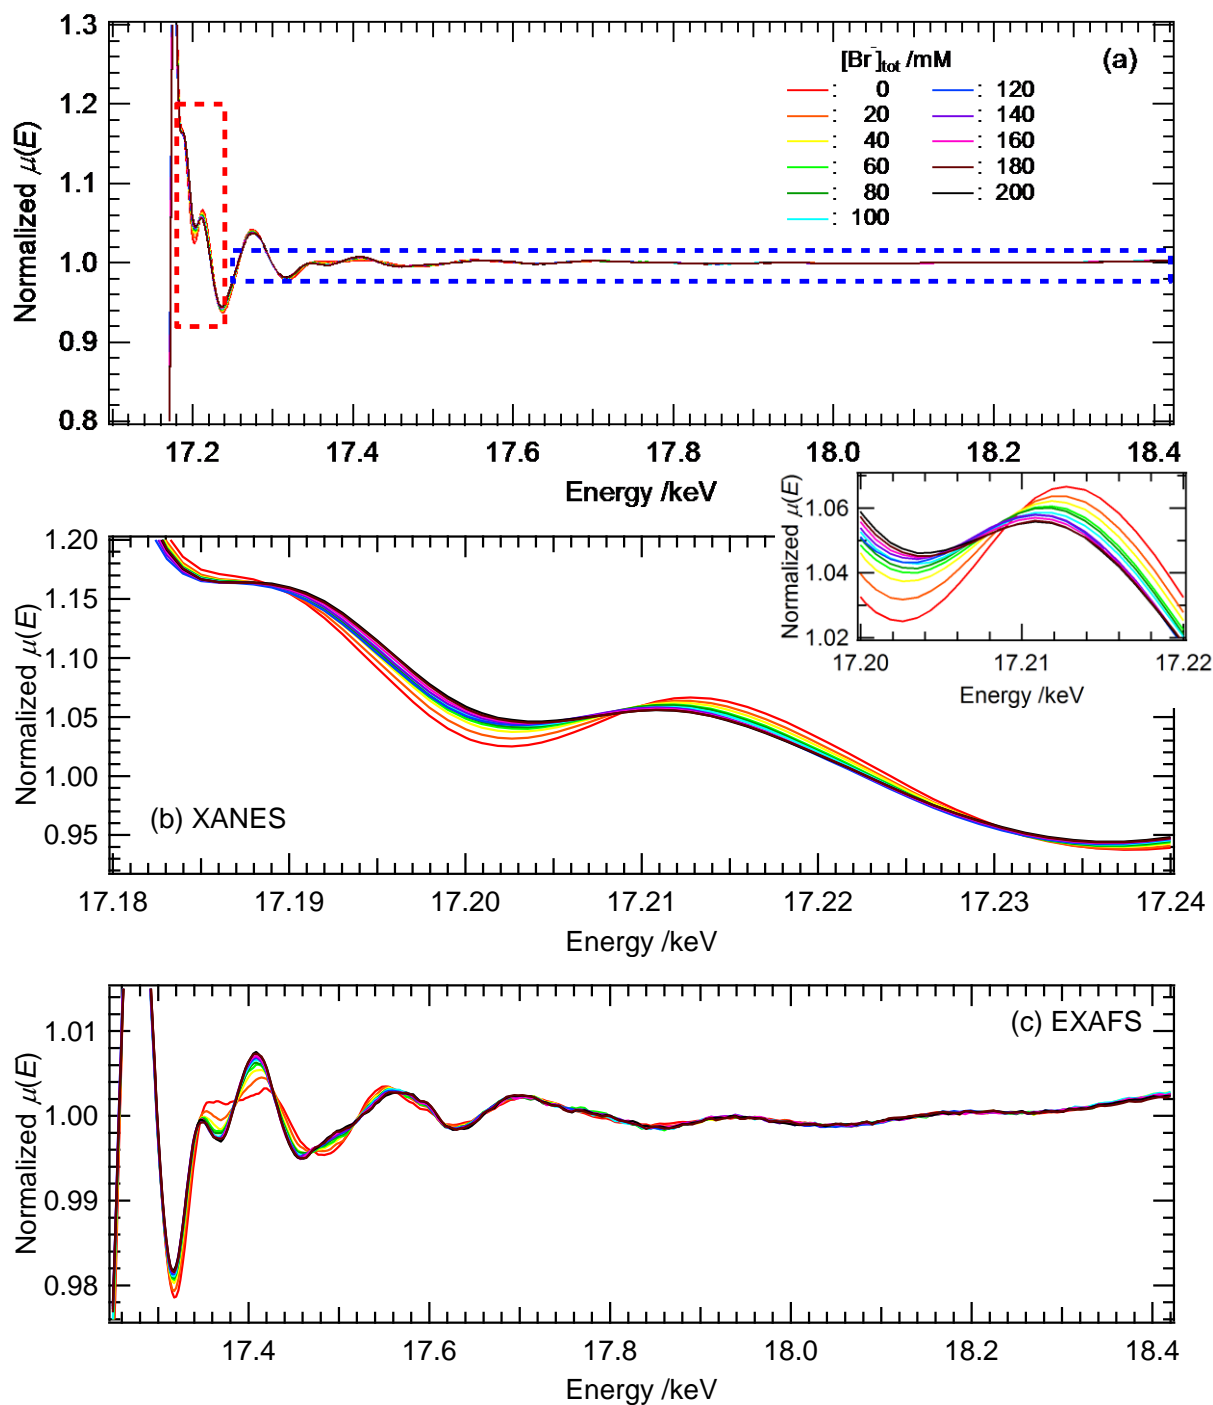 1.3
1.2
1.1
1.0
0.9
0.8
Normalized μ(E)
[Br⁻]tot /mM
(a)
: 0
: 20
: 40
: 60
: 80
: 100
: 120
: 140
: 160
: 180
: 200
17.2 17.4 17.6 17.8 18.0 18.2 18.4
Energy /keV
1.06
1.04
1.02
Normalized μ(E)
17.20 17.21 17.22
Energy /keV
1.20
1.15
1.10
1.05
1.00
0.95
Normalized μ(E)
(b) XANES
17.18 17.19 17.20 17.21 17.22 17.23 17.24
Energy /keV
(c) EXAFS
1.01
1.00
0.99
0.98
Normalized μ(E)
17.4 17.6 17.8 18.0 18.2 18.4
Energy /keV